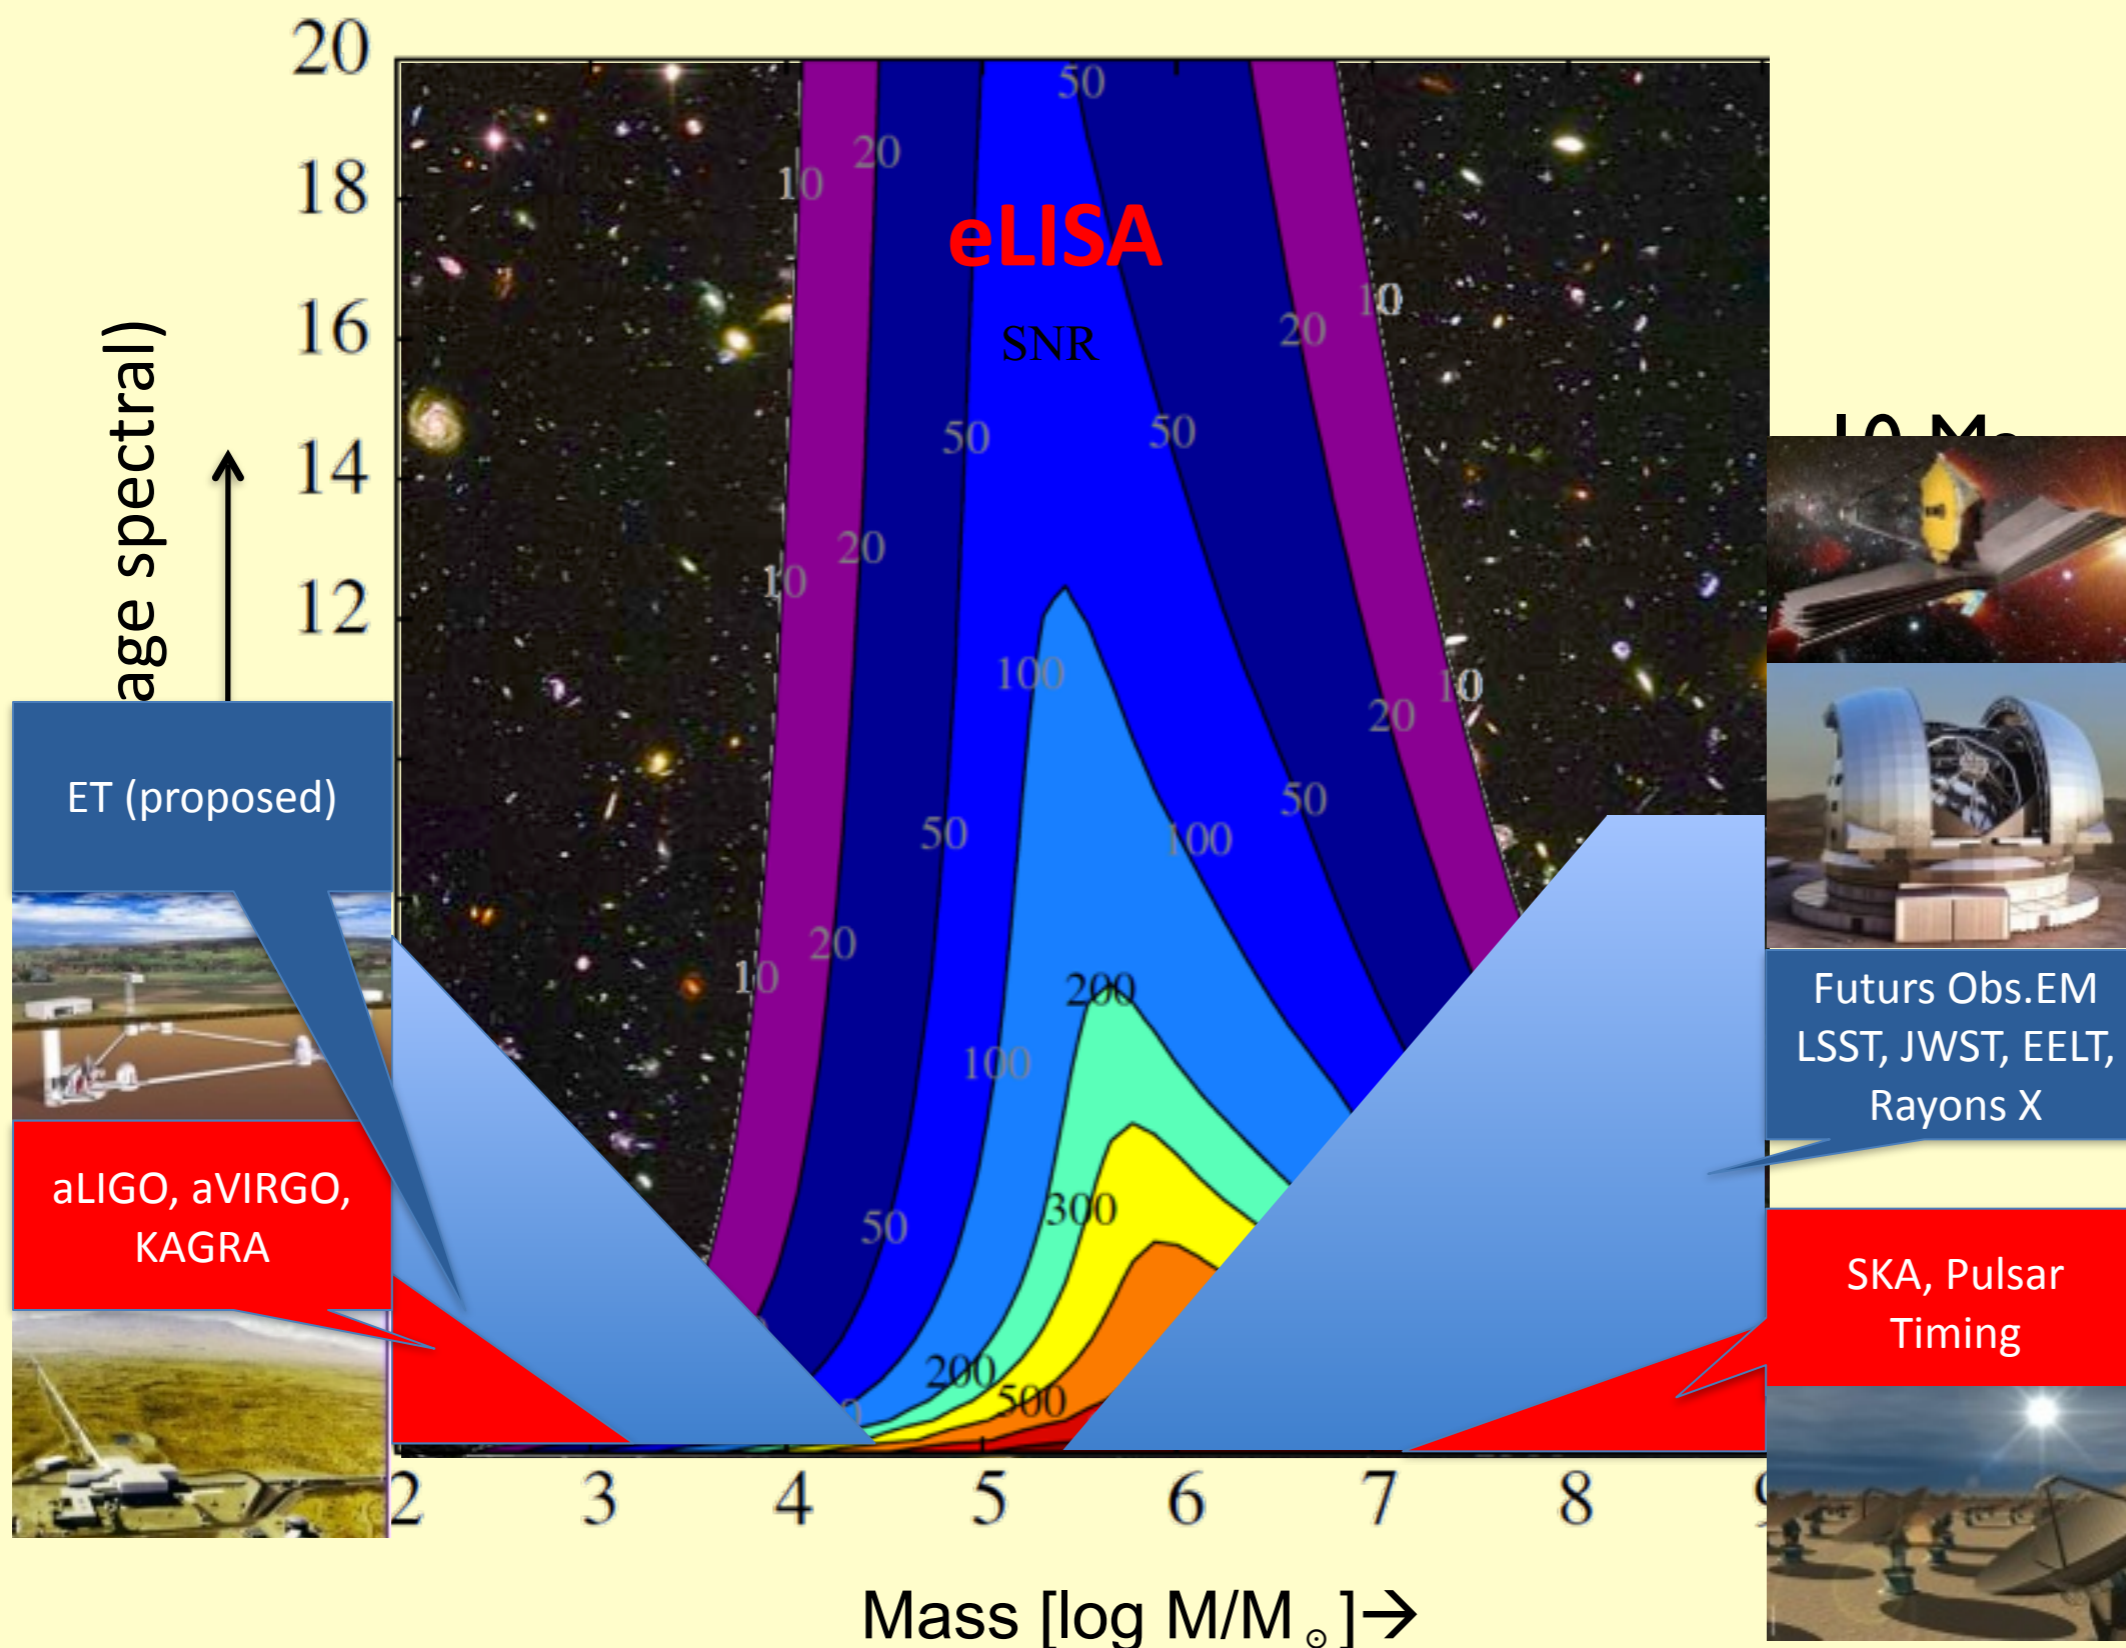 20
18
16
14
12
age spectral)
50
20
10
eLISA
SNR
10
20
50
50
20
10
100
10
20
50
50
100
20
10
200
100
300
50
200
500
ET (proposed)
aLIGO, aVIRGO,
KAGRA
Futurs Obs.EM
LSST, JWST, EELT,
Rayons X
SKA, Pulsar
Timing
2
3
4
5
6
7
8
Mass [log M/M☉]→